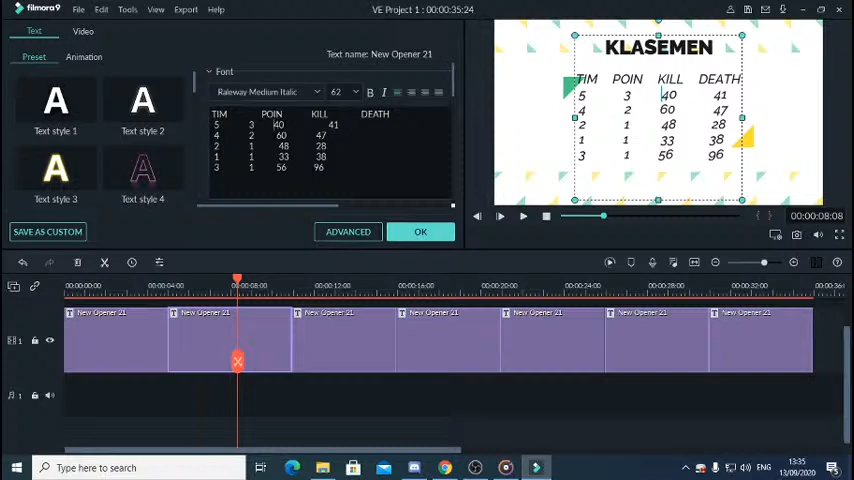 filmora9 File Edit Tools View Export Help VE Project 1 : 00:00:35:24
Text Video
Preset Animation Text name: New Opener 21
Font
Raleway Medium Italic 62 B I
A A
Text style 1 Text style 2
A A
Text style 3 Text style 4
TIM POIN KILL DEATH
5 3 40 41
4 2 60 47
2 1 48 28
1 1 33 38
3 1 56 96
SAVE AS CUSTOM ADVANCED OK
KLASEMEN
TIM POIN KILL DEATH
5 3 40 41
4 2 60 47
2 1 48 28
1 1 33 38
3 1 56 96
00:00:08:08
00:00:00:00 00:00:04:00 00:00:08:00 00:00:12:00 00:00:16:00 00:00:20:00 00:00:24:00 00:00:28:00 00:00:32:00 00:00:36:0
T New Opener 21 T New Opener 21 T New Opener 21 T New Opener 21 T New Opener 21 T New Opener 21 T New Opener 21
1
1
Type here to search ENG 13:35
13/09/2020 5